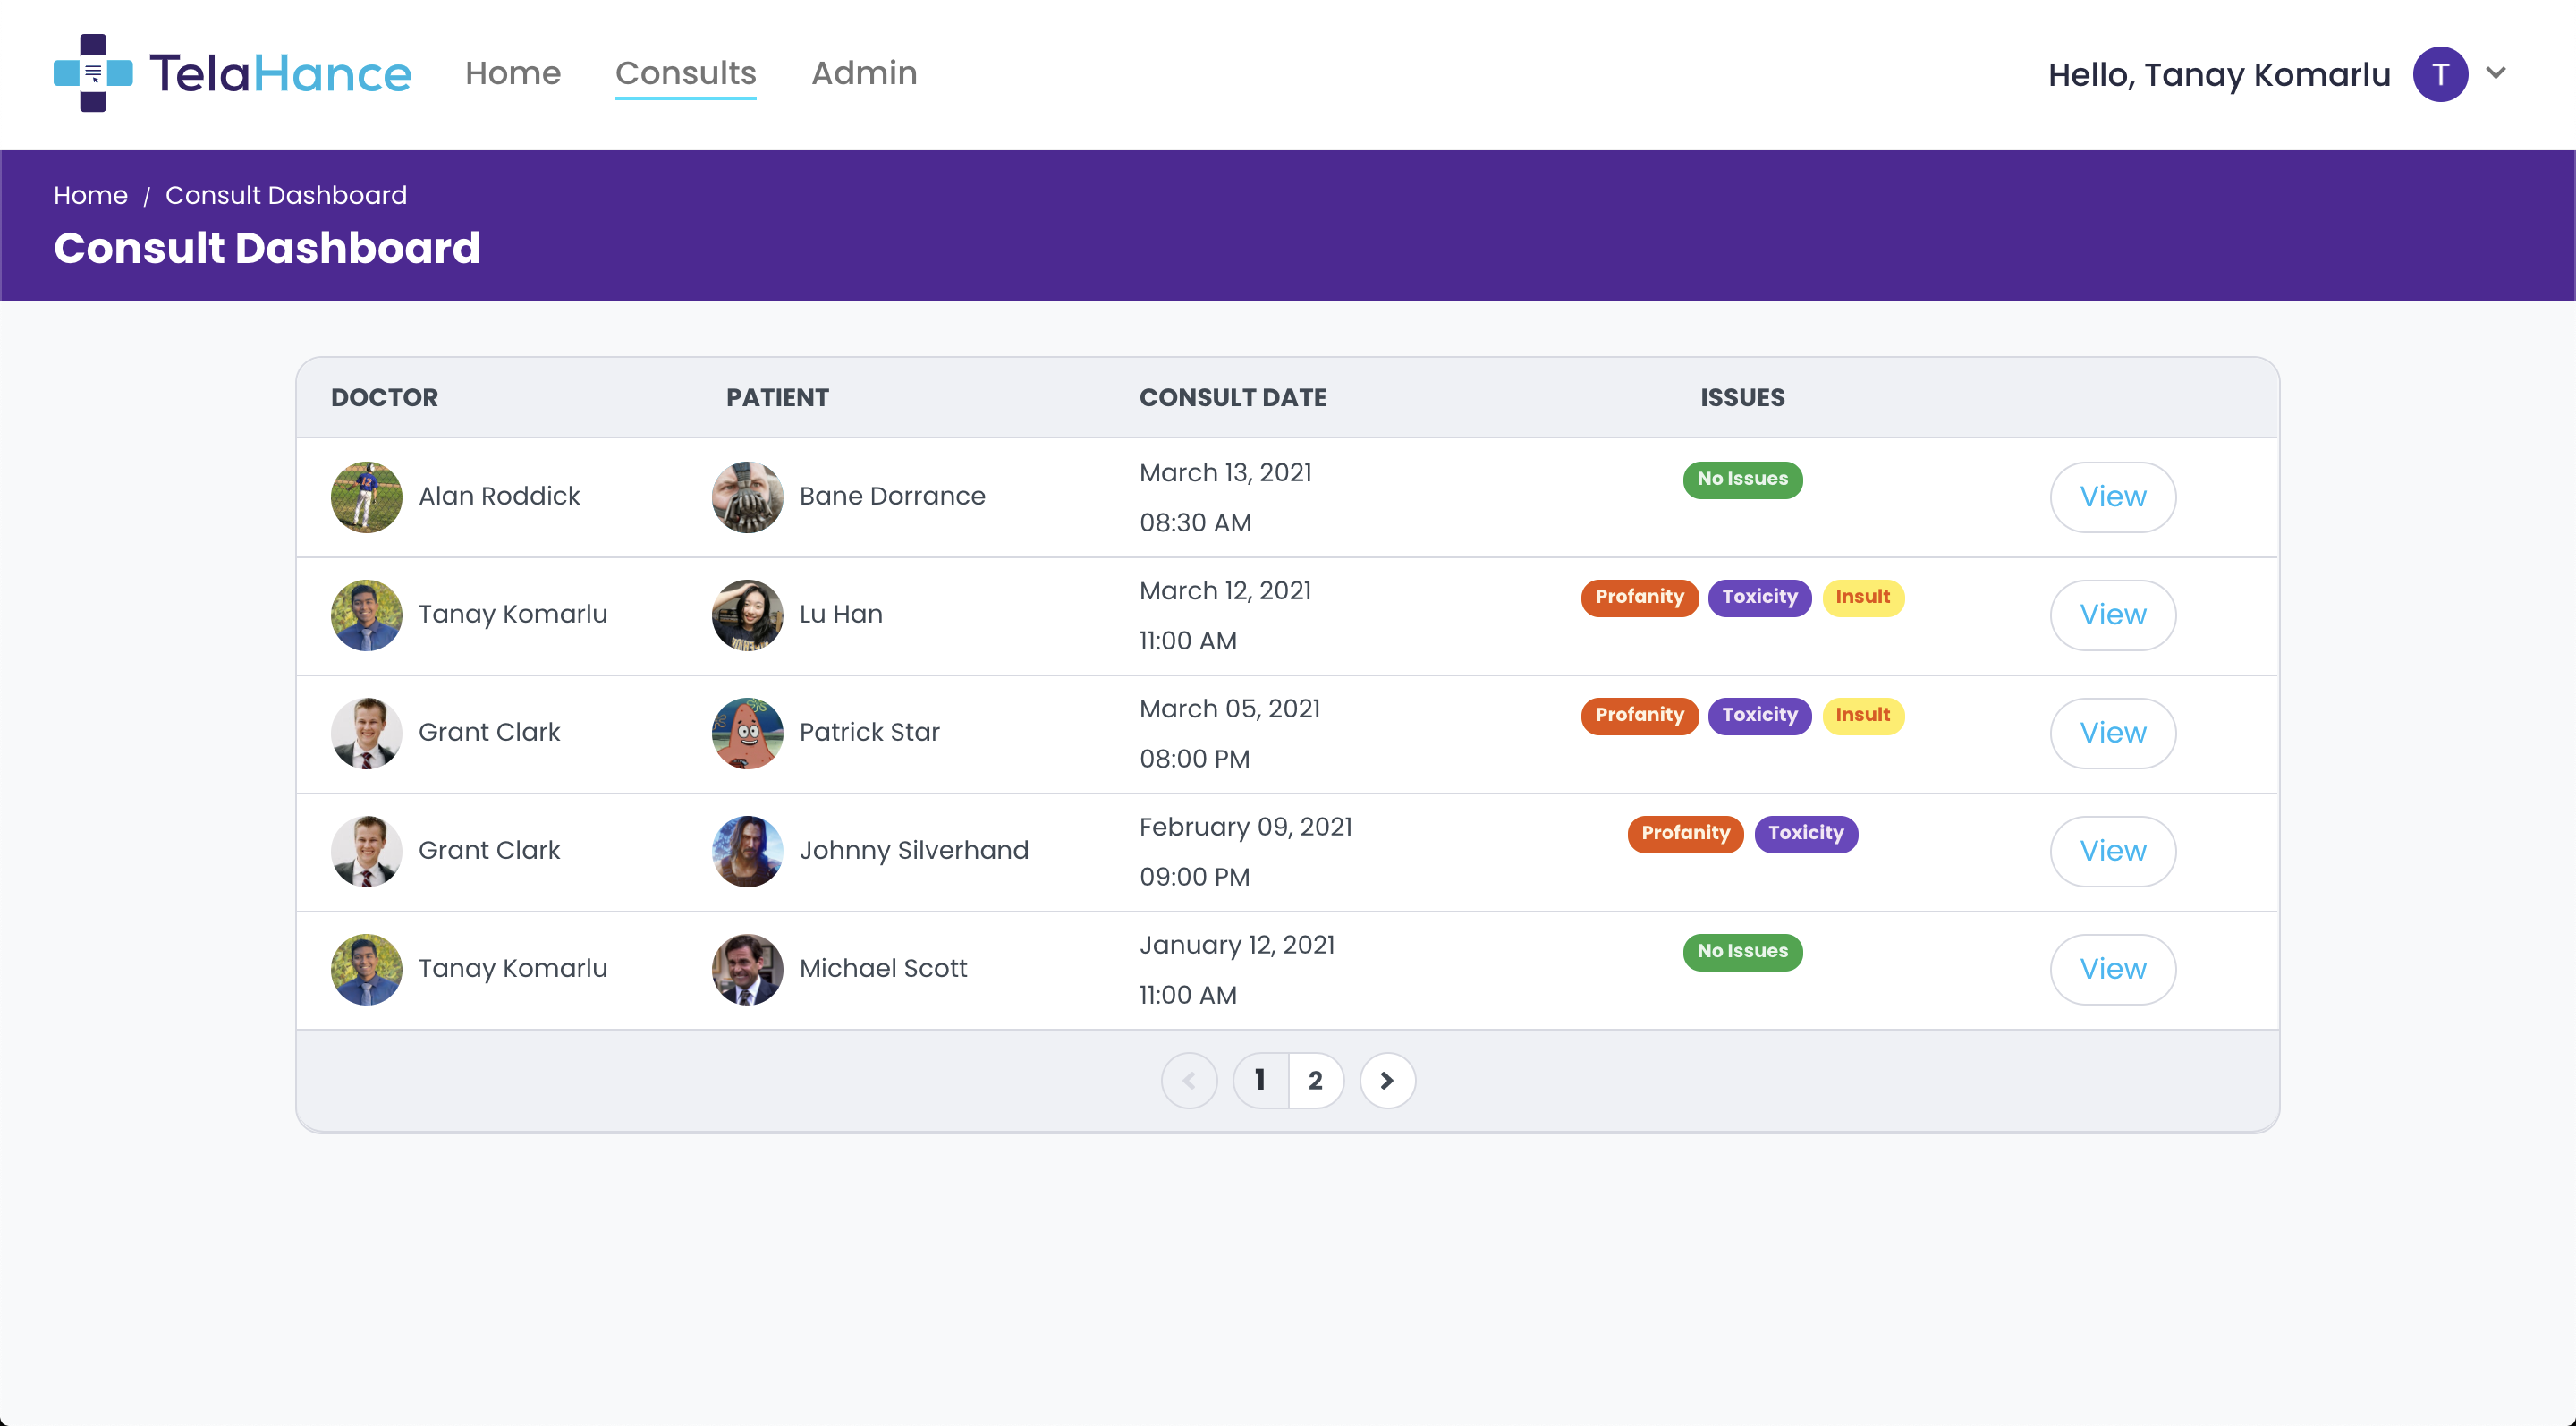 TelaHance Home Consults Admin Hello, Tanay Komarlu T
Home / Consult Dashboard
Consult Dashboard
DOCTOR PATIENT CONSULT DATE ISSUES
Alan Roddick Bane Dorrance March 13, 2021 No Issues View
08:30 AM
Tanay Komarlu Lu Han March 12, 2021 Profanity Toxicity Insult View
11:00 AM
Grant Clark Patrick Star March 05, 2021 Profanity Toxicity Insult View
08:00 PM
Grant Clark Johnny Silverhand February 09, 2021 Profanity Toxicity View
09:00 PM
Tanay Komarlu Michael Scott January 12, 2021 No Issues View
11:00 AM
1 2